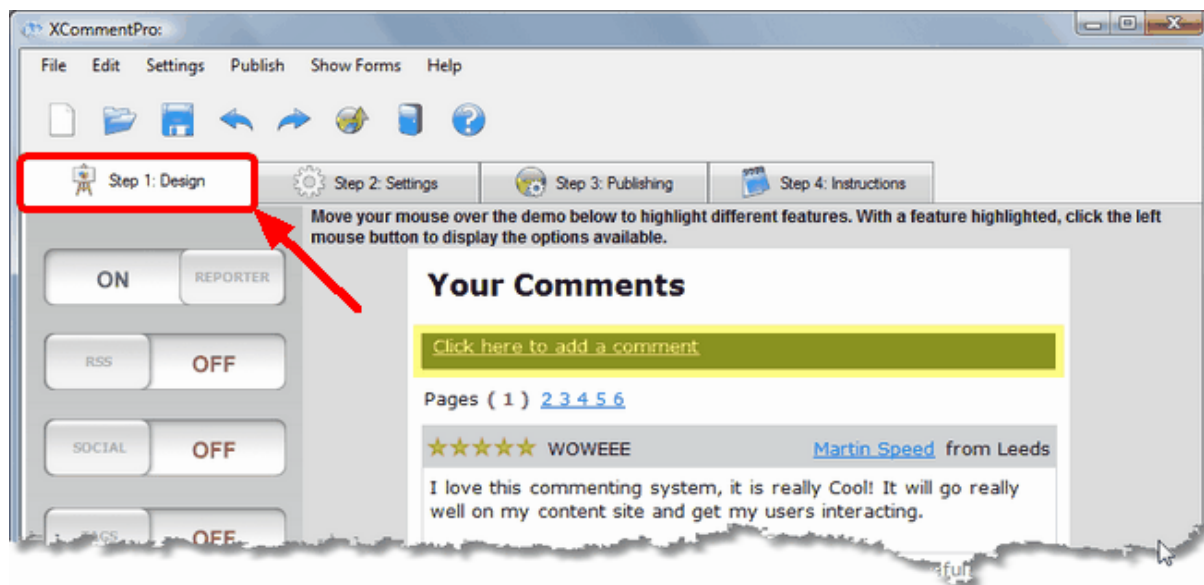 XCommentPro:
File Edit Settings Publish Show Forms Help
Step 1: Design Step 2: Settings Step 3: Publishing Step 4: Instructions
Move your mouse over the demo below to highlight different features. With a feature highlighted, click the left
mouse button to display the options available.
ON REPORTER
Your Comments
Click here to add a comment
RSS OFF
Pages ( 1 ) 2 3 4 5 6
SOCIAL OFF
WOWEEE Martin Speed from Leeds
I love this commenting system, it is really Cool! It will go really
well on my content site and get my users interacting.
TAGS OFF